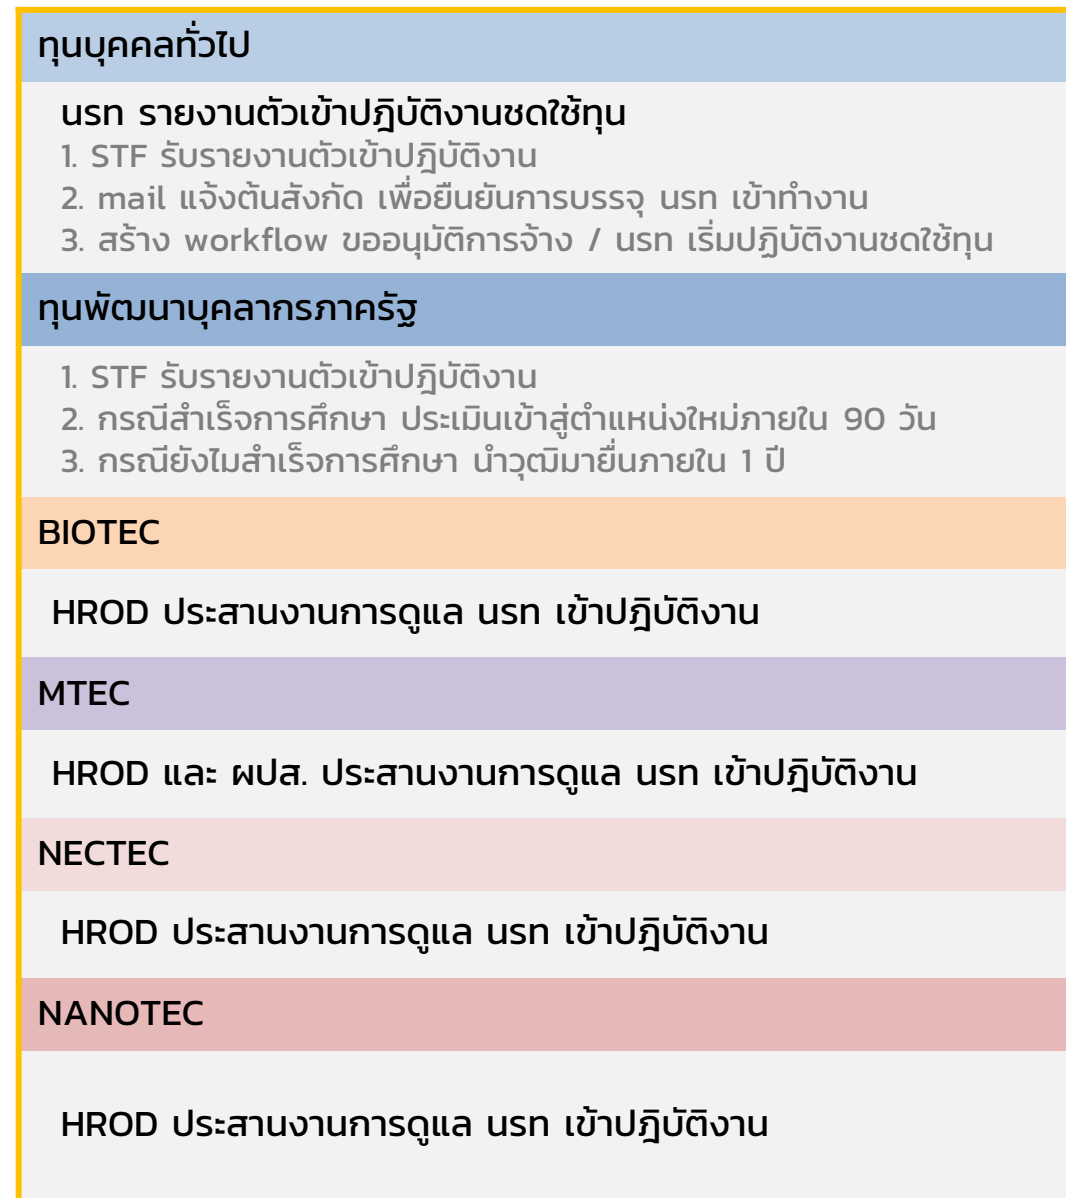 ทุนบุคคลทั่วไป
นรท รายงานตัวเข้าปฎิบัติงานชดใช้ทุน
1. STF รับรายงานตัวเข้าปฎิบัติงาน
2. mail แจ้งต้นสังกัด เพื่อยืนยันการบรรจุ นรท เข้าทำงาน
3. สร้าง workflow ขออนุมัติการจ้าง / นรท เริ่มปฏิบัติงานชดใช้ทุน
ทุนพัฒนาบุคลากรภาครัฐ
1. STF รับรายงานตัวเข้าปฎิบัติงาน
2. กรณีสำเร็จการศึกษา ประเมินเข้าสู่ตำแหน่งใหม่ภายใน 90 วัน
3. กรณียังไมสำเร็จการศึกษา นำวุฒิมายื่นภายใน 1 ปี
BIOTEC
HROD ประสานงานการดูแล นรท เข้าปฎิบัติงาน
MTEC
HROD และ ผปส. ประสานงานการดูแล นรท เข้าปฎิบัติงาน
NECTEC
HROD ประสานงานการดูแล นรท เข้าปฎิบัติงาน
NANOTEC
HROD ประสานงานการดูแล นรท เข้าปฎิบัติงาน